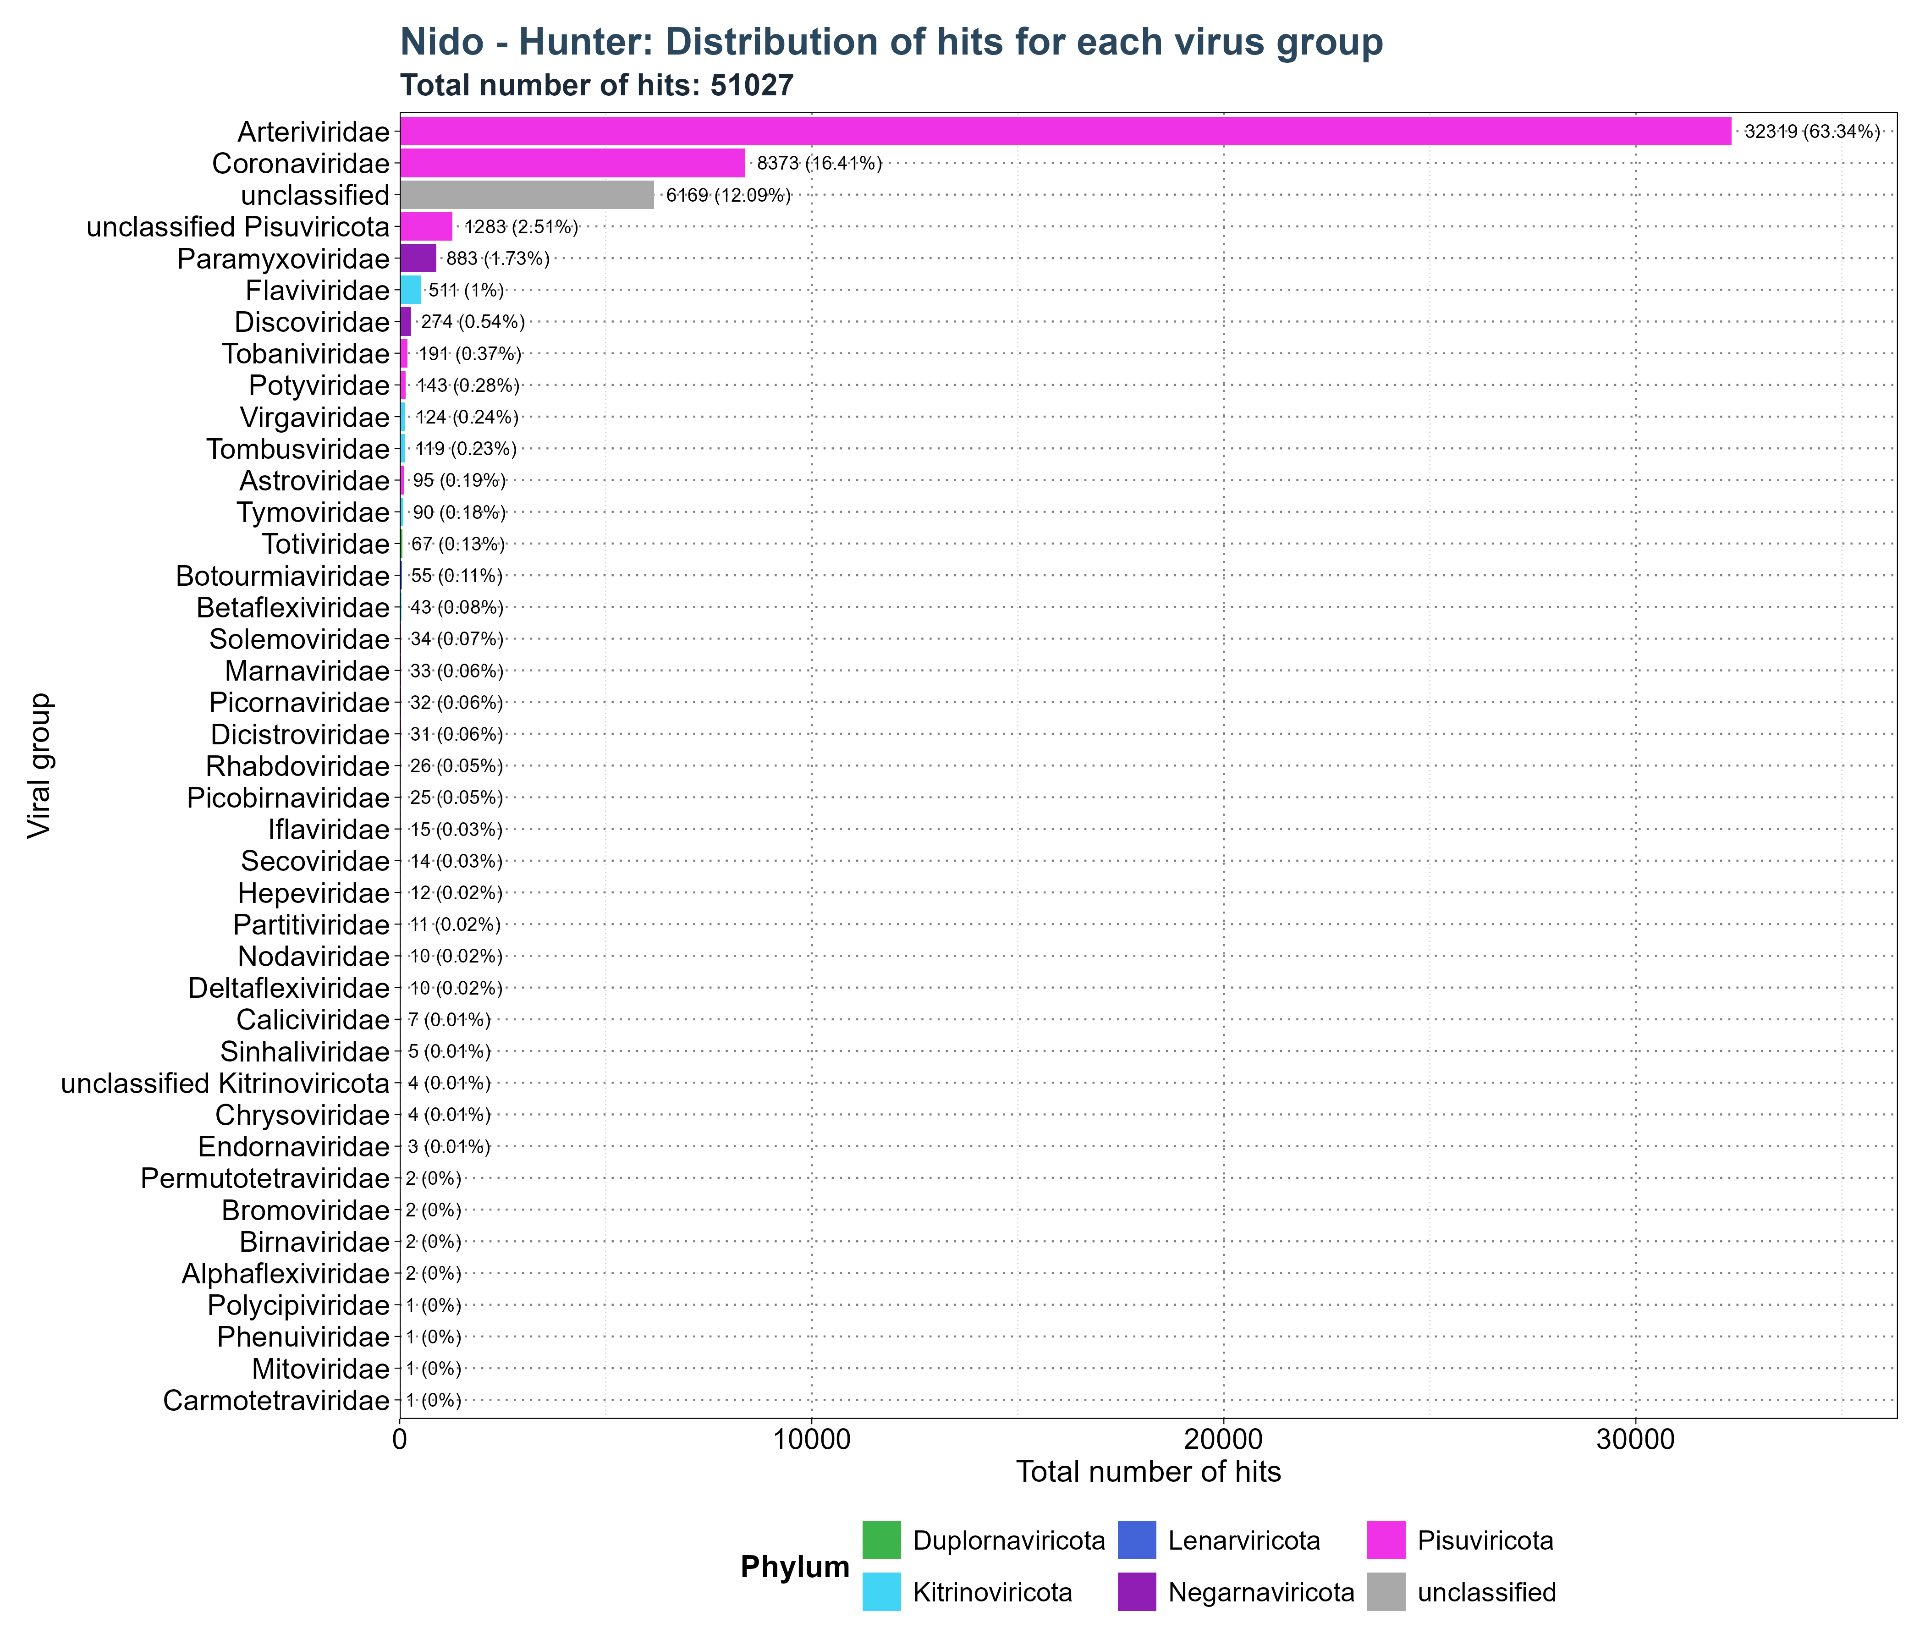 Nido - Hunter: Distribution of hits for each virus group
Total number of hits: 51027
Arteriviridae 32319 (63.34%)
Coronaviridae 8373 (16.41%)
unclassified 6169 (12.09%)
unclassified Pisuviricota 1283 (2.51%)
Paramyxoviridae 883 (1.73%)
Flaviviridae 511 (1%)
Discoviridae 274 (0.54%)
Tobaniviridae 191 (0.37%)
Potyviridae 143 (0.28%)
Virgaviridae 124 (0.24%)
Tombusviridae 119 (0.23%)
Astroviridae 95 (0.19%)
Tymoviridae 90 (0.18%)
Totiviridae 67 (0.13%)
Botourmiaviridae 55 (0.11%)
Betaflexiviridae 43 (0.08%)
Solemoviridae 34 (0.07%)
Marnaviridae 33 (0.06%)
Picornaviridae 32 (0.06%)
Dicistroviridae 31 (0.06%)
Rhabdoviridae 26 (0.05%)
Picobirnaviridae 25 (0.05%)
Iflaviridae 15 (0.03%)
Secoviridae 14 (0.03%)
Hepeviridae 12 (0.02%)
Partitiviridae 11 (0.02%)
Nodaviridae 10 (0.02%)
Deltaflexiviridae 10 (0.02%)
Caliciviridae 7 (0.01%)
Sinhaliviridae 5 (0.01%)
unclassified Kitrinoviricota 4 (0.01%)
Chrysoviridae 4 (0.01%)
Endornaviridae 3 (0.01%)
Permutotetraviridae 2 (0%)
Bromoviridae 2 (0%)
Birnaviridae 2 (0%)
Alphaflexiviridae 2 (0%)
Polycipiviridae 1 (0%)
Phenuiviridae 1 (0%)
Mitoviridae 1 (0%)
Carmotetraviridae 1 (0%)
Viral group
0 10000 20000 30000
Total number of hits
Phylum
Duplornaviricota Lenarviricota Pisuviricota
Kitrinoviricota Negarnaviricota unclassified